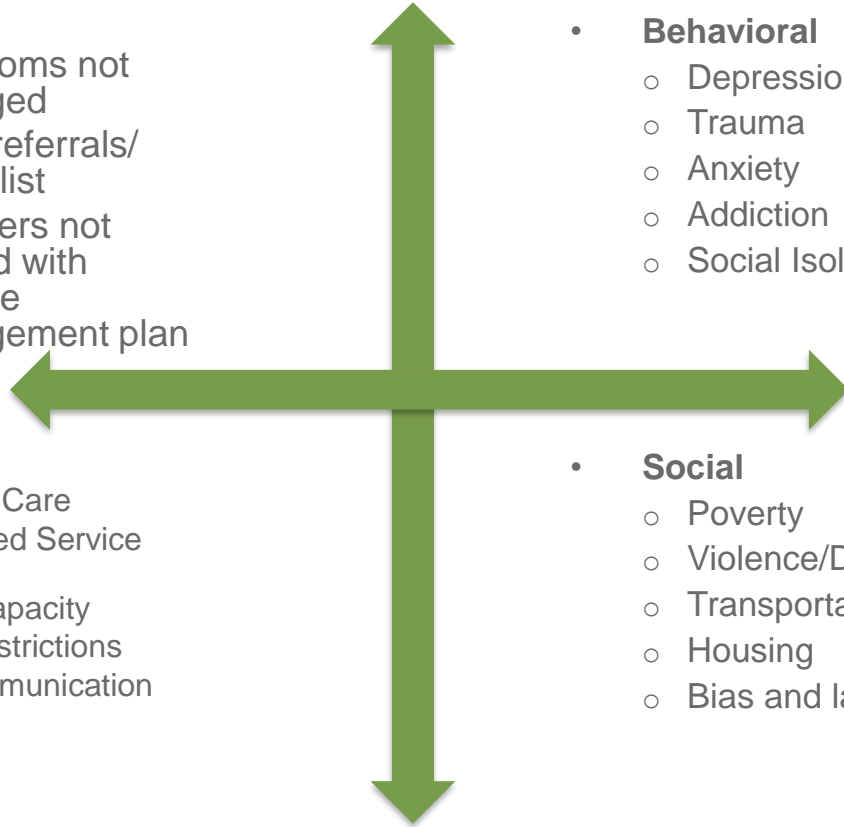 ers not
d with
e
gement plan
oms not
ged
referrals/
list
• Behavioral
o Depressio
o Trauma
o Anxiety
o Addiction
o Social Isol
Care
ed Service
apacity
strictions
munication
• Social
o Poverty
o Violence/D
o Transporta
o Housing
o Bias and la